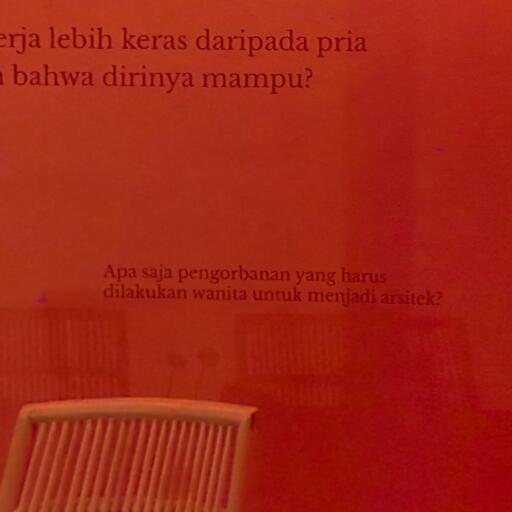 erja lebih keras daripada pria
bahwa dirinya mampu?
Apa saja pengorbanan yang harus
dilakukan wanita untuk menjadi arsitek?